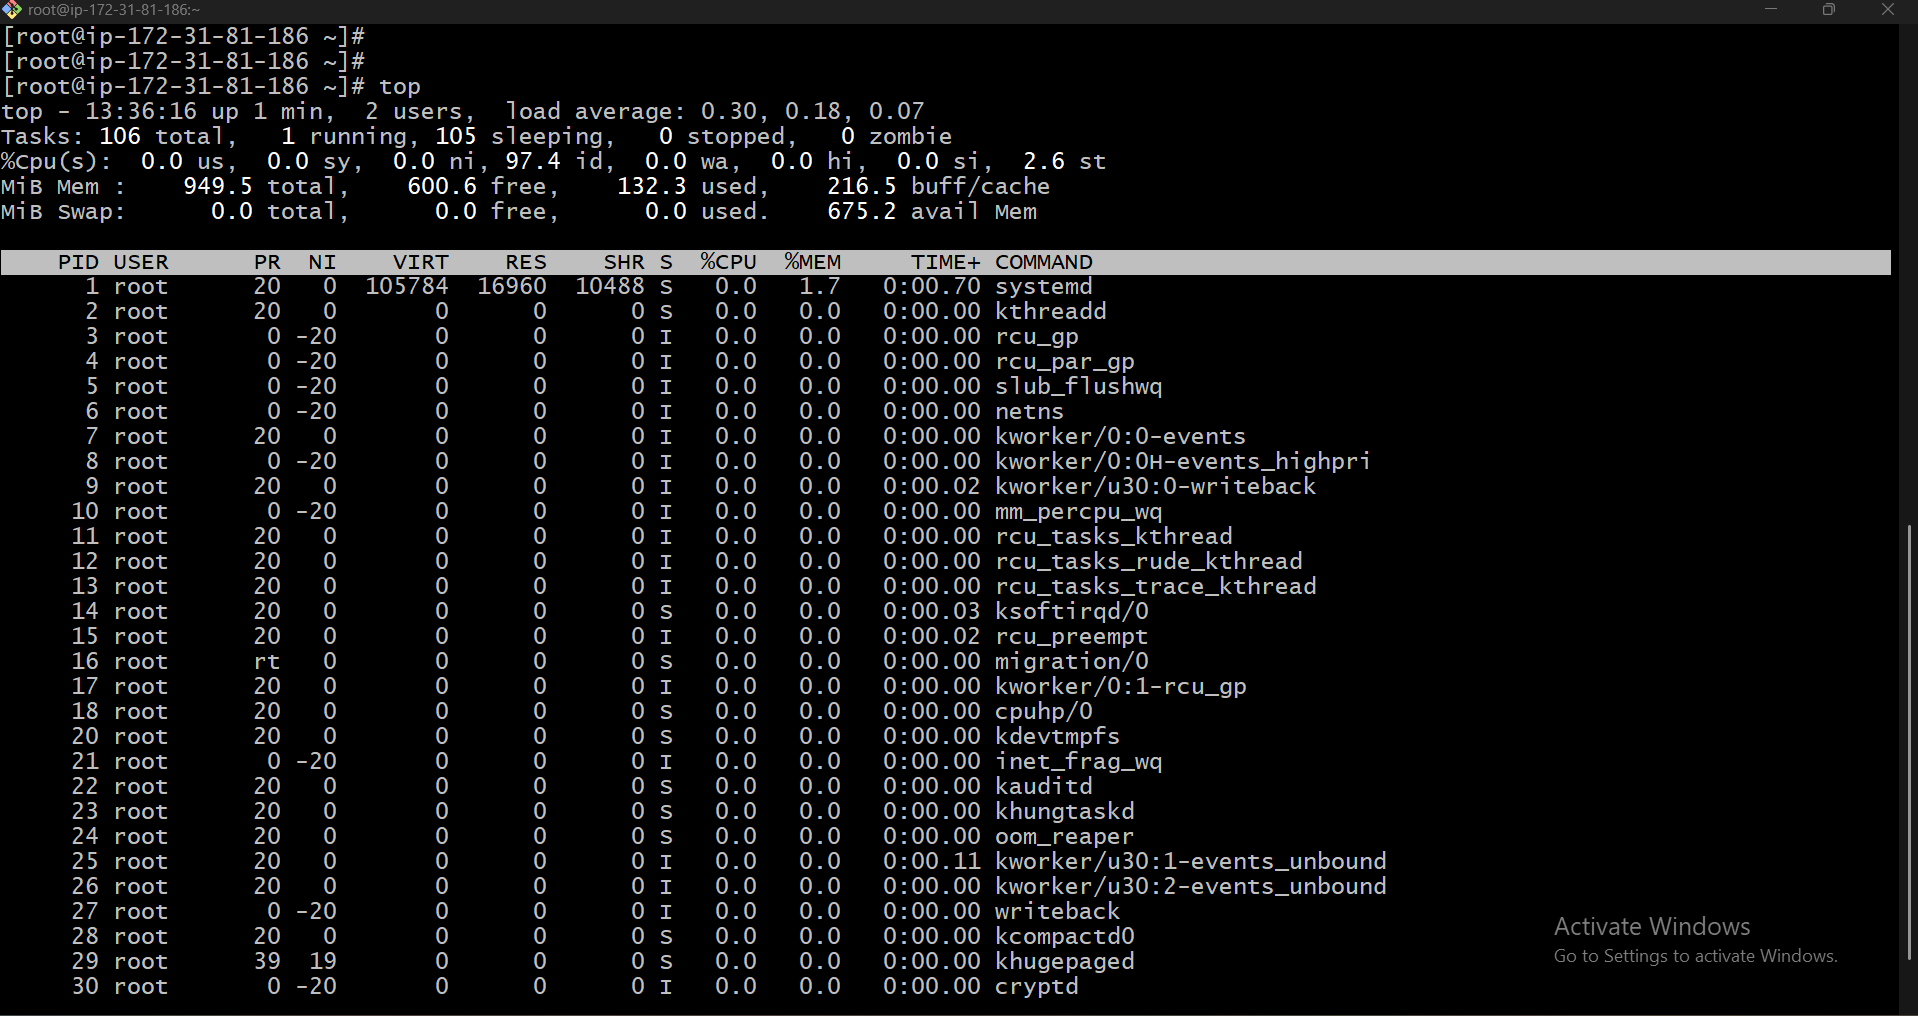 root@ip-172-31-81-186:~
[root@ip-172-31-81-186 ~]#
[root@ip-172-31-81-186 ~]#
[root@ip-172-31-81-186 ~]# top
top - 13:36:16 up 1 min,  2 users,  load average: 0.30, 0.18, 0.07
Tasks: 106 total,   1 running, 105 sleeping,   0 stopped,   0 zombie
%Cpu(s):  0.0 us,  0.0 sy,  0.0 ni, 97.4 id,  0.0 wa,  0.0 hi,  0.0 si,  2.6 st
MiB Mem :    949.5 total,    600.6 free,    132.3 used,    216.5 buff/cache
MiB Swap:      0.0 total,      0.0 free,      0.0 used.    675.2 avail Mem
PID USER      PR  NI    VIRT    RES    SHR S  %CPU  %MEM     TIME+ COMMAND
1 root      20   0  105784  16960  10488 S   0.0   1.7   0:00.70 systemd
2 root      20   0       0      0      0 S   0.0   0.0   0:00.00 kthreadd
3 root       0 -20       0      0      0 I   0.0   0.0   0:00.00 rcu_gp
4 root       0 -20       0      0      0 I   0.0   0.0   0:00.00 rcu_par_gp
5 root       0 -20       0      0      0 I   0.0   0.0   0:00.00 slub_flushwq
6 root       0 -20       0      0      0 I   0.0   0.0   0:00.00 netns
7 root      20   0       0      0      0 I   0.0   0.0   0:00.00 kworker/0:0-events
8 root       0 -20       0      0      0 I   0.0   0.0   0:00.00 kworker/0:0H-events_highpri
9 root      20   0       0      0      0 I   0.0   0.0   0:00.02 kworker/u30:0-writeback
10 root       0 -20       0      0      0 I   0.0   0.0   0:00.00 mm_percpu_wq
11 root      20   0       0      0      0 I   0.0   0.0   0:00.00 rcu_tasks_kthread
12 root      20   0       0      0      0 I   0.0   0.0   0:00.00 rcu_tasks_rude_kthread
13 root      20   0       0      0      0 I   0.0   0.0   0:00.00 rcu_tasks_trace_kthread
14 root      20   0       0      0      0 S   0.0   0.0   0:00.03 ksoftirqd/0
15 root      20   0       0      0      0 I   0.0   0.0   0:00.02 rcu_preempt
16 root      rt   0       0      0      0 S   0.0   0.0   0:00.00 migration/0
17 root      20   0       0      0      0 I   0.0   0.0   0:00.00 kworker/0:1-rcu_gp
18 root      20   0       0      0      0 S   0.0   0.0   0:00.00 cpuhp/0
20 root      20   0       0      0      0 S   0.0   0.0   0:00.00 kdevtmpfs
21 root       0 -20       0      0      0 I   0.0   0.0   0:00.00 inet_frag_wq
22 root      20   0       0      0      0 S   0.0   0.0   0:00.00 kauditd
23 root      20   0       0      0      0 S   0.0   0.0   0:00.00 khungtaskd
24 root      20   0       0      0      0 S   0.0   0.0   0:00.00 oom_reaper
25 root      20   0       0      0      0 I   0.0   0.0   0:00.11 kworker/u30:1-events_unbound
26 root      20   0       0      0      0 I   0.0   0.0   0:00.00 kworker/u30:2-events_unbound
27 root       0 -20       0      0      0 I   0.0   0.0   0:00.00 writeback
28 root      20   0       0      0      0 S   0.0   0.0   0:00.00 kcompactd0
29 root      39  19       0      0      0 S   0.0   0.0   0:00.00 khugepaged
30 root       0 -20       0      0      0 I   0.0   0.0   0:00.00 cryptd
Activate Windows
Go to Settings to activate Windows.